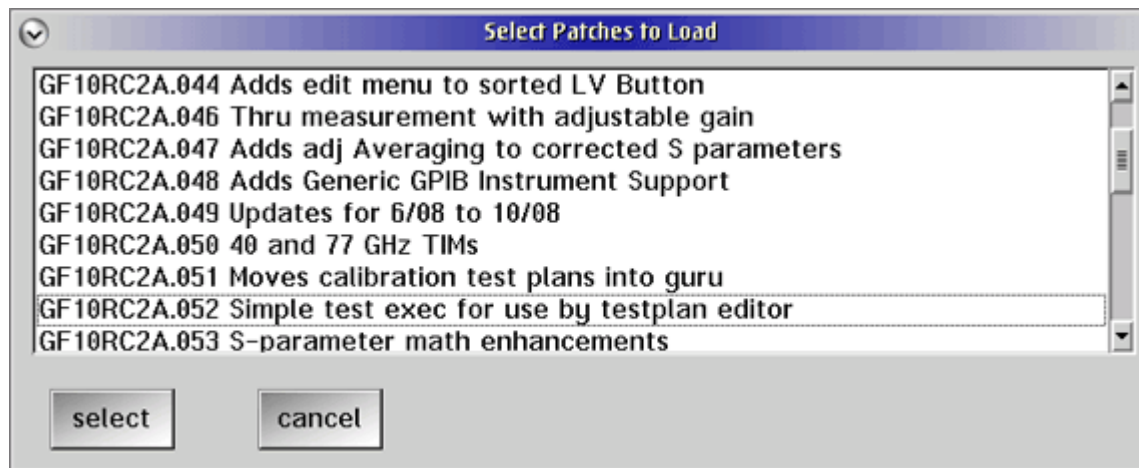 Select Patches to Load
GF10RC2A.044 Adds edit menu to sorted LV Button
GF10RC2A.046 Thru measurement with adjustable gain
GF10RC2A.047 Adds adj Averaging to corrected S parameters
GF10RC2A.048 Adds Generic GPIB Instrument Support
GF10RC2A.049 Updates for 6/08 to 10/08
GF10RC2A.050 40 and 77 GHz TIMs
GF10RC2A.051 Moves calibration test plans into guru
GF10RC2A.052 Simple test exec for use by testplan editor
GF10RC2A.053 S-parameter math enhancements
select cancel